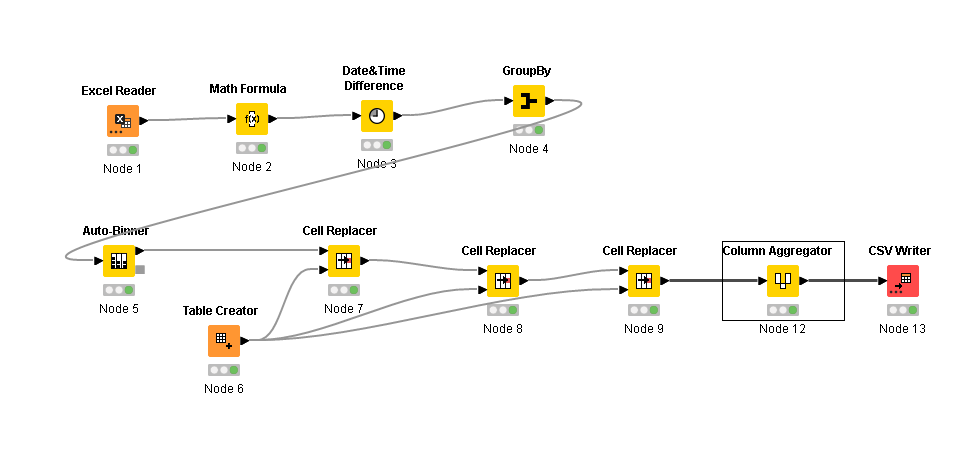 Excel Reader
Node 1
Math Formula
f(x)
Node 2
Date&Time
Difference
Node 3
GroupBy
Node 4
Auto-Binner
Node 5
Table Creator
Node 6
Cell Replacer
Node 7
Cell Replacer
Node 8
Cell Replacer
Node 9
Column Aggregator
Node 12
CSV Writer
Node 13